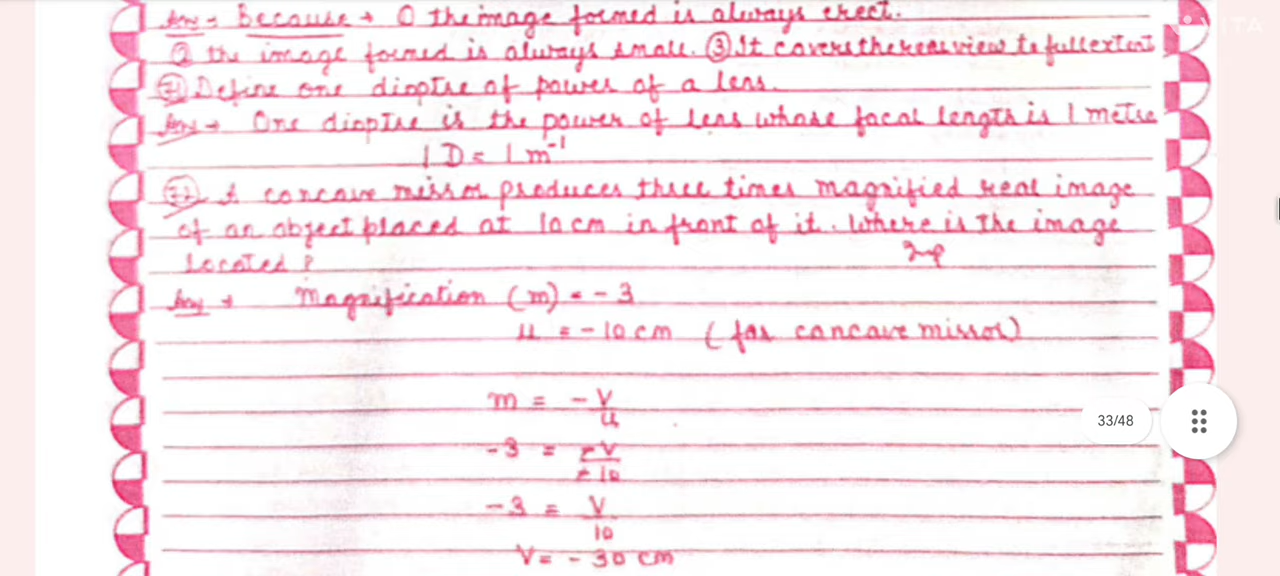 Ans → Because → ① the image formed is always erect.
VITA
② the image formed is always small. ③ It covers the rear view to full extent
71 Define one dioptre of power of a lens.
Ans → One dioptre is the power of lens whose focal length is 1 metre
1 D = 1 m⁻¹
72 A concave mirror produces three times magnified real image
of an object placed at 10 cm in front of it. Where is the image
located ? Imp
Ans → Magnification (m) = -3
u = -10 cm (for concave mirror)
m = -V/u
33/48
-3 = -V/-10
-3 = V/10
V = -30 cm